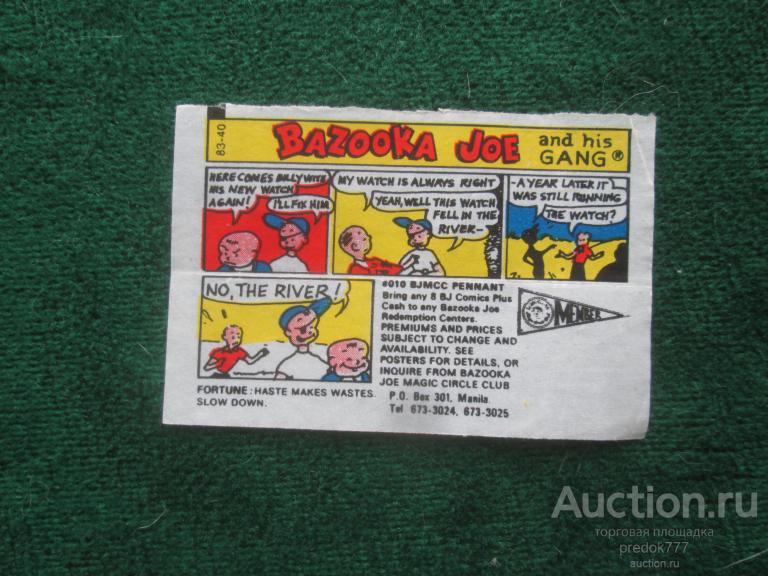 83-40
BAZOOKA JOE and his GANG®
HERE COMES BILLY WITH
HIS NEW WATCH
AGAIN!
I'LL FIX HIM
MY WATCH IS ALWAYS RIGHT
YEAH, WELL THIS WATCH
FELL IN THE
RIVER-
-A YEAR LATER IT
WAS STILL RUNNING
THE WATCH?
NO, THE RIVER!
FORTUNE: HASTE MAKES WASTES.
SLOW DOWN.
#010 BJMCC PENNANT
Bring any 8 BJ Comics Plus
Cash to any Bazooka Joe
Redemption Centers.
PREMIUMS AND PRICES
SUBJECT TO CHANGE AND
AVAILABILITY. SEE
POSTERS FOR DETAILS, OR
INQUIRE FROM BAZOOKA
JOE MAGIC CIRCLE CLUB
P.O. Box 301, Manila
Tel 673-3024, 673-3025
MEMBER
Auction.ru
торговая площадка
predok777
auction.ru